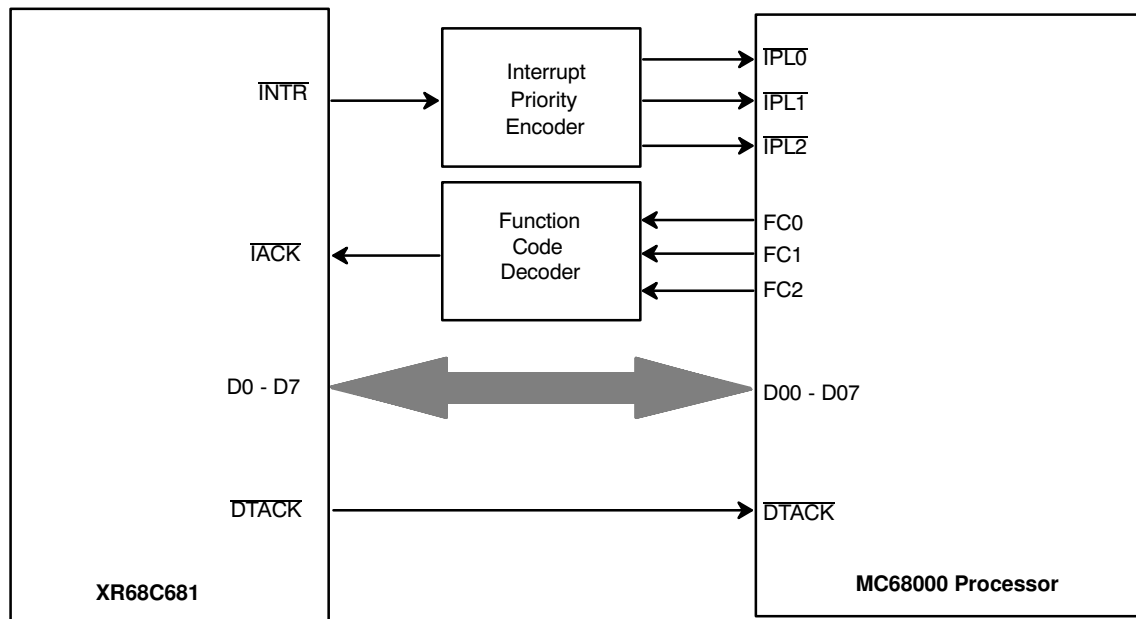 INTR
Interrupt
Priority
Encoder
IPL0
IPL1
IPL2
IACK
Function
Code
Decoder
FC0
FC1
FC2
D0 - D7
D00 - D07
DTACK
DTACK
XR68C681
MC68000 Processor